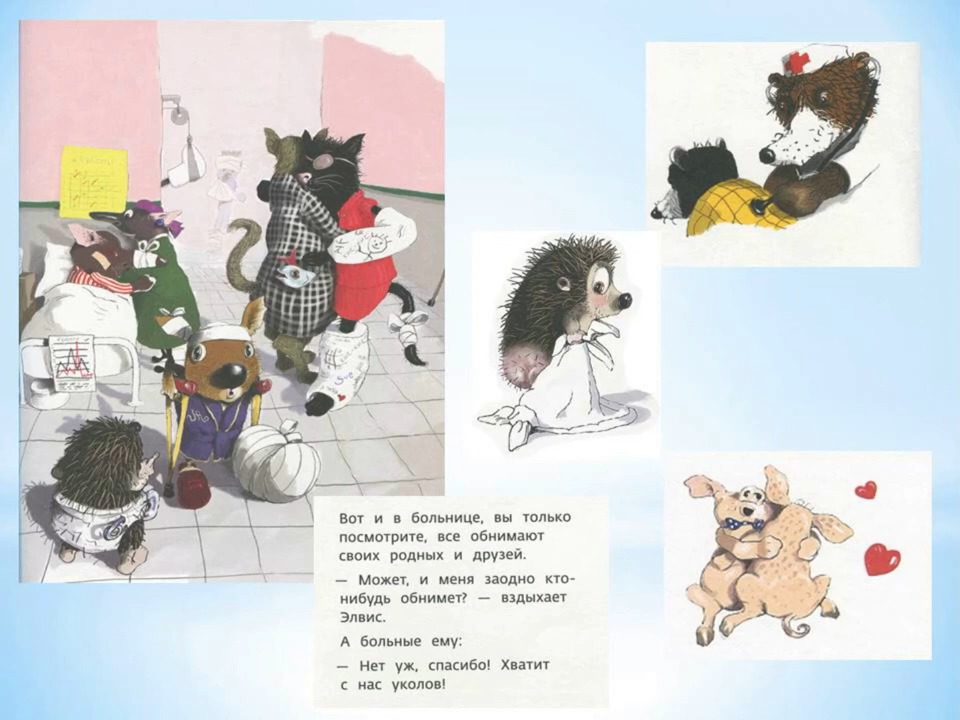 Вот и в больнице, вы только
посмотрите, все обнимают
своих родных и друзей.
— Может, и меня заодно кто-
нибудь обнимет? — вздыхает
Элвис.
А больные ему:
— Нет уж, спасибо! Хватит
с нас уколов!